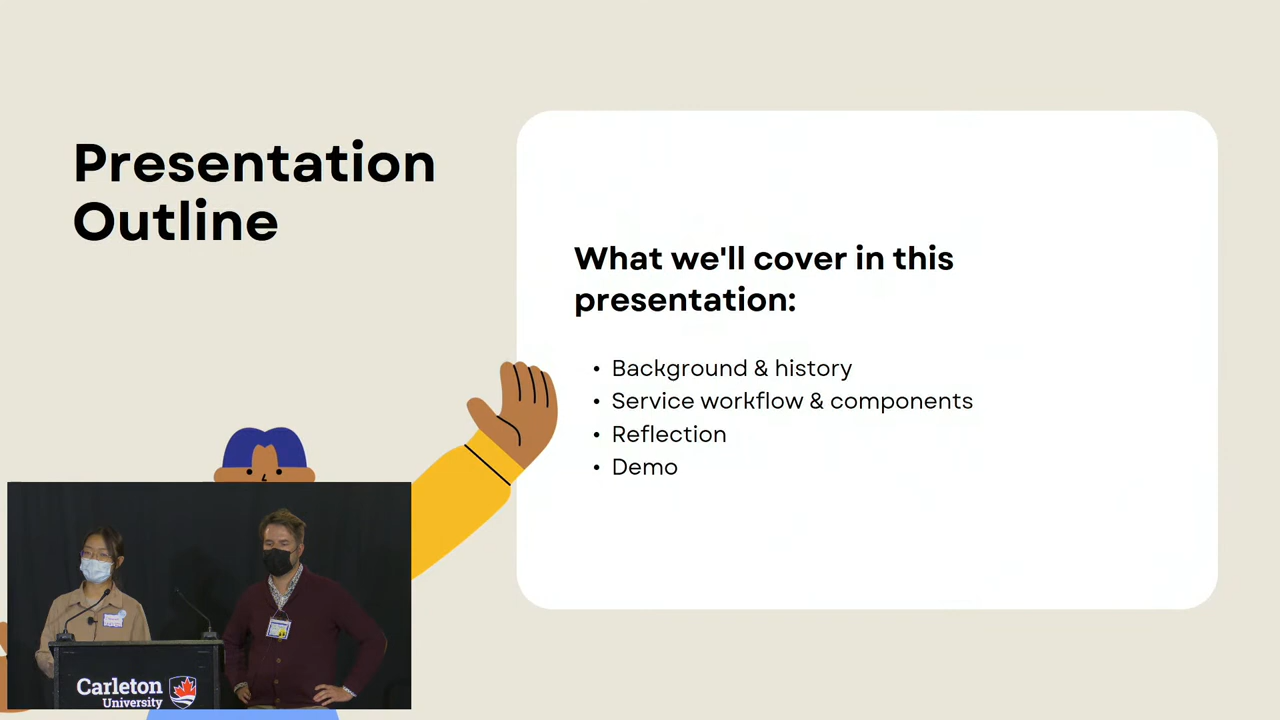 Presentation
Outline
What we'll cover in this
presentation:
• Background & history
• Service workflow & components
• Reflection
• Demo
Carleton
University